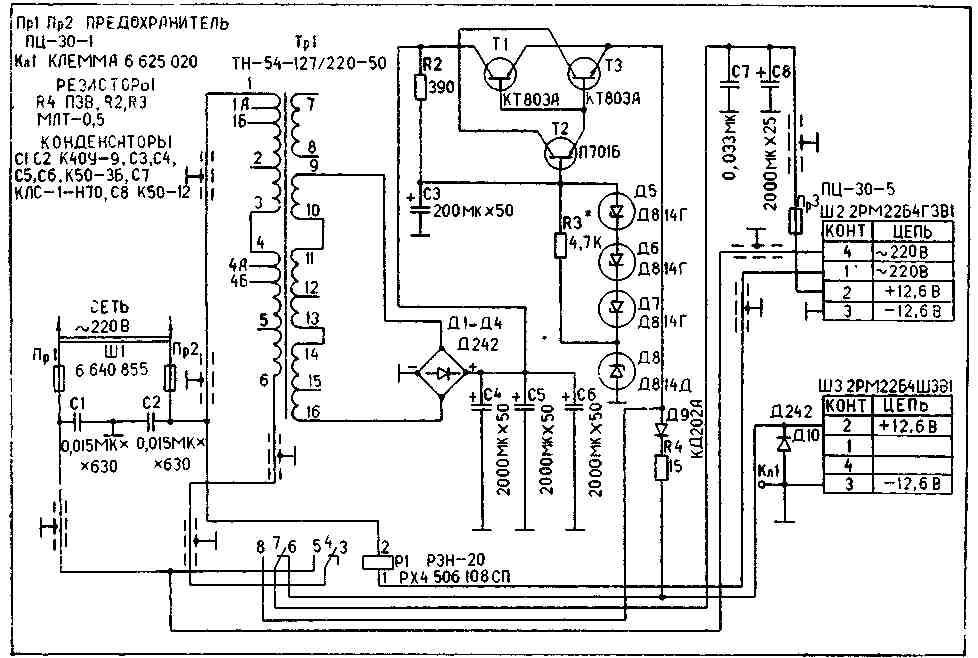 Пр1 Пр2 ПРЕДОХРАНИТЕЛЬ
ПЦ-30-1
Кл1 КЛЕММА 6 625 020
РЕЗИСТОРЫ
R4 ПЭВ, R2, R3
МЛТ-0,5
КОНДЕНСАТОРЫ
С1 С2 К40У-9, С3, С4,
С5, С6, К50-3Б, С7
КЛС-1-Н70, С8 К50-12
Тр1
ТН-54-127/220-50
1
1А
1Б
2
3
4
4А
4Б
5
6
7
8
9
10
11
12
13
14
15
16
R2
390
Т1
КТ803А
Т3
КТ803А
Т2
П701Б
С3
200МК×50
R3*
4,7К
Д5
Д814Г
Д6
Д814Г
Д7
Д814Г
Д8
Д814Д
С7
0,033МК
С8
2000МК×25
ПЦ-30-5
Пр3
Ш2 2РМ22Б4Г3В1
КОНТ ЦЕПЬ
4 ~220В
1 ~220В
2 +12,6В
3 -12,6В
СЕТЬ
~220В
Ш1
6 640 855
Пр1
Пр2
С1
0,015МК×
×630
С2
0,015МК×
×630
Д1-Д4
Д242
С4
2000МК×50
С5
2000МК×50
С6
2000МК×50
Д9
КД202А
R4
15
Д242
Д10
Кл1
Ш3 2РМ22Б4Ш3В1
КОНТ ЦЕПЬ
2 +12,6В
1
4
3 -12,6В
8 7 6 5 4 3
2
Р1 РЭН-20
1 РХ4 506 108СП